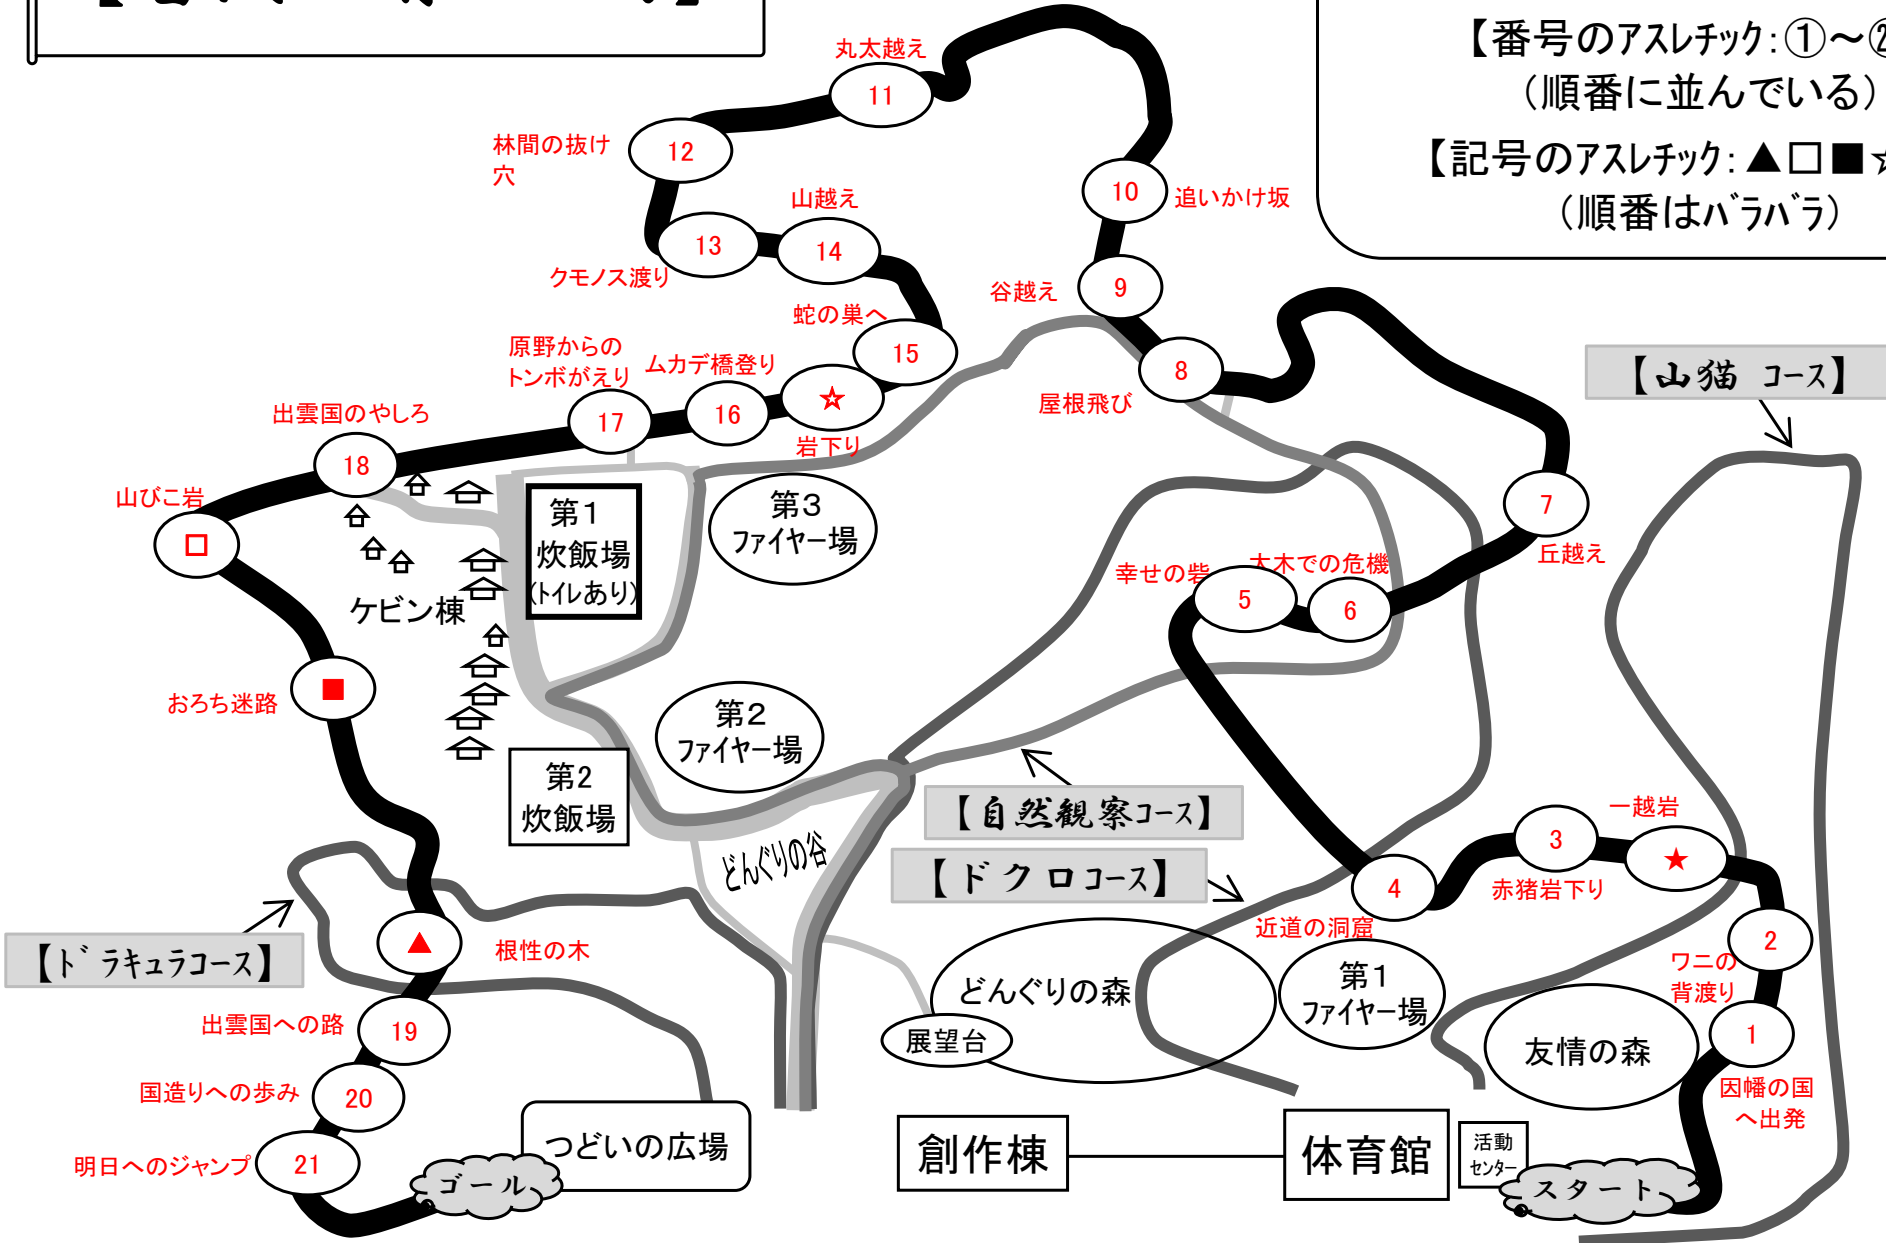 【番号のアスレチック:①～
(順番に並んでいる)
【記号のアスレチック:▲□■☆
(順番はバラバラ)
丸太越え
11
林間の抜け
穴
12
10
追いかけ坂
山越え
13
14
クモノス渡り
谷越え
9
蛇の巣へ
15
原野からの
トンボがえり
ムカデ橋登り
8
屋根飛び
【山猫 コース】
出雲国のやしろ
17
16
☆
岩下り
18
山びこ岩
□
第1
炊飯場
(トイレあり)
第3
ファイヤー場
7
丘越え
幸せの砦
大木での危機
5
6
ケビン棟
おろち迷路
■
第2
ファイヤー場
第2
炊飯場
【自然観察コース】
一越岩
★
3
赤猪岩下り
どんぐりの谷
【ドクロコース】
4
近道の洞窟
【ドラキュラコース】
▲
根性の木
2
ワニの
背渡り
どんぐりの森
第1
ファイヤー場
出雲国への路
19
展望台
友情の森
1
因幡の国
へ出発
国造りへの歩み
20
つどいの広場
創作棟
体育館
活動
センター
明日へのジャンプ
21
ゴール
スタート